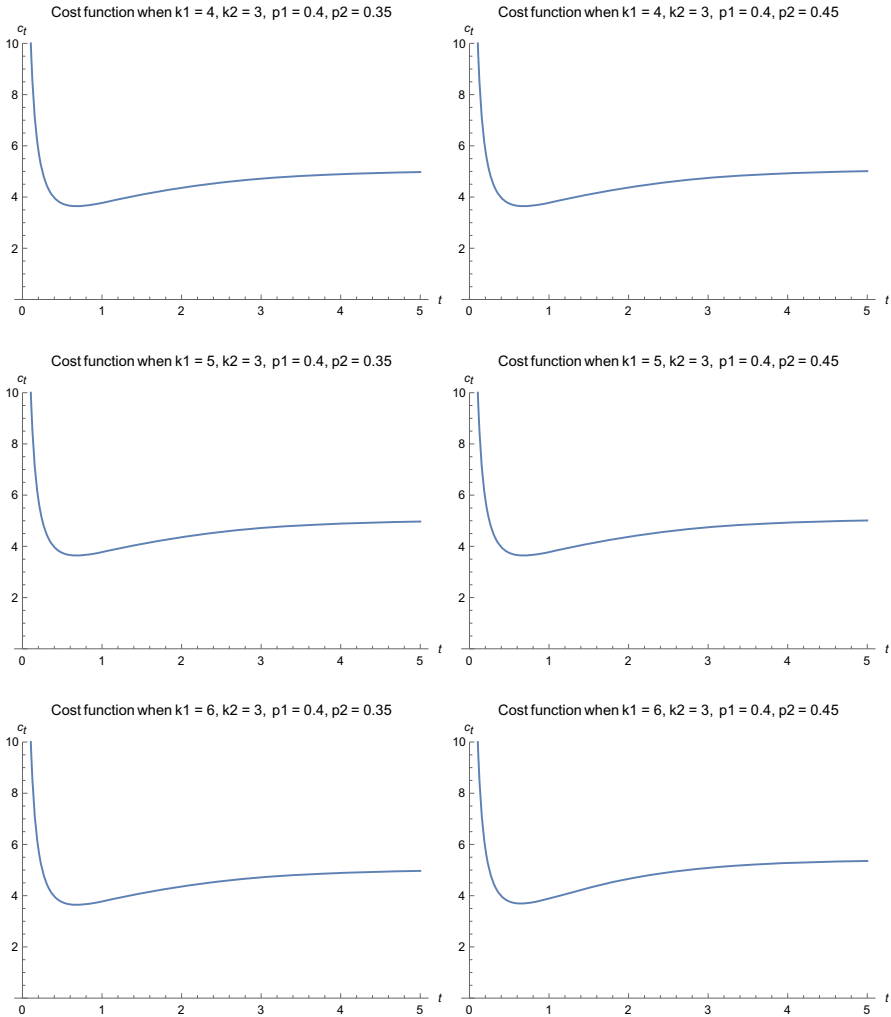 Cost function when k1 = 4, k2 = 3, p1 = 0.4, p2 = 0.35
c_t
10
8
6
4
2
0 1 2 3 4 5 t
Cost function when k1 = 4, k2 = 3, p1 = 0.4, p2 = 0.45
c_t
10
8
6
4
2
0 1 2 3 4 5 t
Cost function when k1 = 5, k2 = 3, p1 = 0.4, p2 = 0.35
c_t
10
8
6
4
2
0 1 2 3 4 5 t
Cost function when k1 = 5, k2 = 3, p1 = 0.4, p2 = 0.45
c_t
10
8
6
4
2
0 1 2 3 4 5 t
Cost function when k1 = 6, k2 = 3, p1 = 0.4, p2 = 0.35
c_t
10
8
6
4
2
0 1 2 3 4 5 t
Cost function when k1 = 6, k2 = 3, p1 = 0.4, p2 = 0.45
c_t
10
8
6
4
2
0 1 2 3 4 5 t